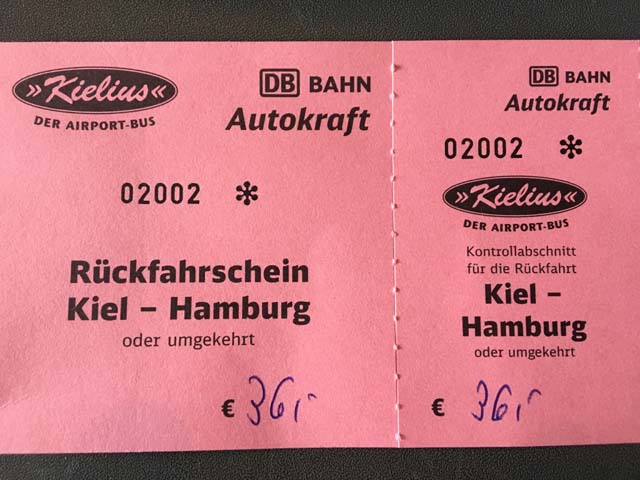 »Kielius«
DER AIRPORT-BUS
DB BAHN
Autokraft
02002 ✻
Rückfahrschein
Kiel – Hamburg
oder umgekehrt
€ 36,-
DB BAHN
Autokraft
02002 ✻
»Kielius«
DER AIRPORT-BUS
Kontrollabschnitt
für die Rückfahrt
Kiel –
Hamburg
oder umgekehrt
€ 36,-